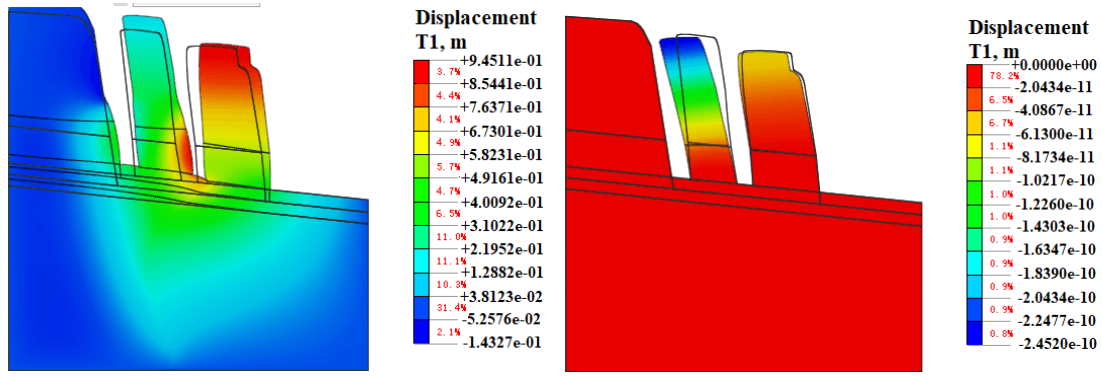 Displacement
T1, m
+9.4511e-01
3.7%
+8.5441e-01
4.4%
+7.6371e-01
4.1%
+6.7301e-01
4.9%
+5.8231e-01
5.7%
+4.9161e-01
4.7%
+4.0092e-01
6.5%
+3.1022e-01
11.0%
+2.1952e-01
11.1%
+1.2882e-01
10.3%
+3.8123e-02
31.4%
-5.2576e-02
2.1%
-1.4327e-01
Displacement
T1, m
+0.0000e+00
78.2%
-2.0434e-11
6.5%
-4.0867e-11
6.7%
-6.1300e-11
1.1%
-8.1734e-11
1.1%
-1.0217e-10
1.0%
-1.2260e-10
1.0%
-1.4303e-10
0.9%
-1.6347e-10
0.9%
-1.8390e-10
0.9%
-2.0434e-10
0.9%
-2.2477e-10
0.8%
-2.4520e-10